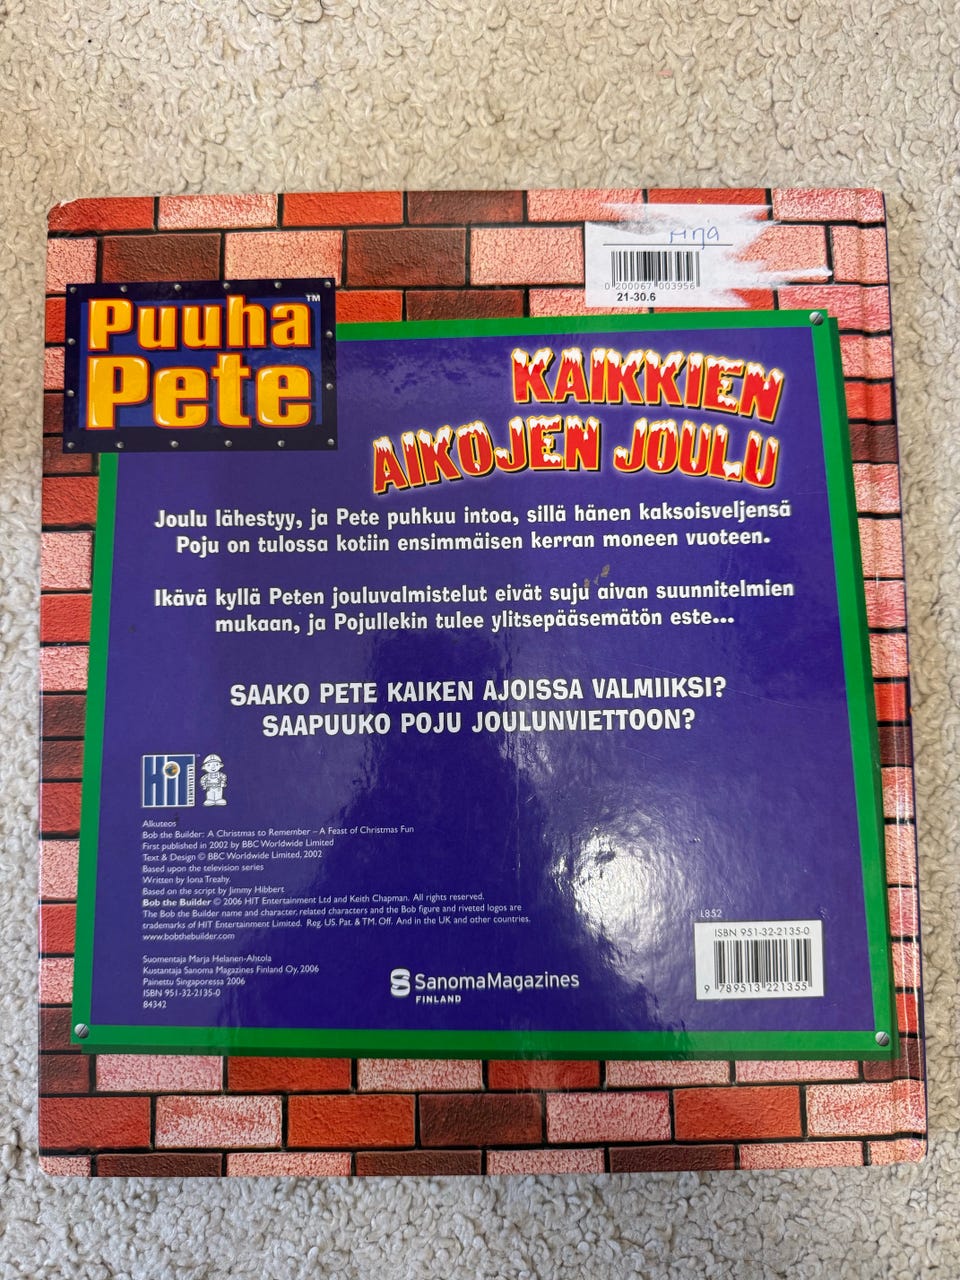 Puuha
Pete™
0 200067 003956
21-30.6
KAIKKIEN
AIKOJEN JOULU
Joulu lähestyy, ja Pete puhkuu intoa, sillä hänen kaksoisveljensä
Poju on tulossa kotiin ensimmäisen kerran moneen vuoteen.
Ikävä kyllä Peten jouluvalmistelut eivät suju aivan suunnitelmien
mukaan, ja Pojullekin tulee ylitsepääsemätön este...
SAAKO PETE KAIKEN AJOISSA VALMIIKSI?
SAAPUUKO POJU JOULUNVIETTOON?
HiT
ENTERTAINMENT
Alkuteos
Bob the Builder: A Christmas to Remember – A Feast of Christmas Fun
First published in 2002 by BBC Worldwide Limited
Text & Design © BBC Worldwide Limited, 2002
Based upon the television series
Written by Iona Treahy.
Based on the script by Jimmy Hibbert
Bob the Builder © 2006 HIT Entertainment Ltd and Keith Chapman. All rights reserved.
The Bob the Builder name and character, related characters and the Bob figure and riveted logos are
trademarks of HIT Entertainment Limited. Reg. US. Pat. & TM. Off. And in the UK and other countries.
www.bobthebuilder.com
Suomentaja Marja Helanen-Ahtola
Kustantaja Sanoma Magazines Finland Oy, 2006
Painettu Singaporessa 2006
ISBN 951-32-2135-0
84342
SanomaMagazines
FINLAND
L852
ISBN 951-32-2135-0
9 789513 221355